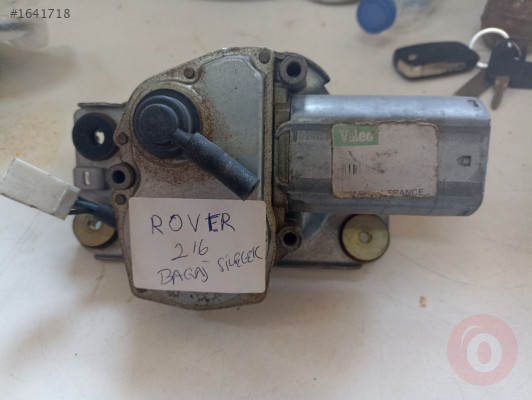 #1641718
Valeo
FRANCE
ROVER
216
BAGAJ SİLECEK